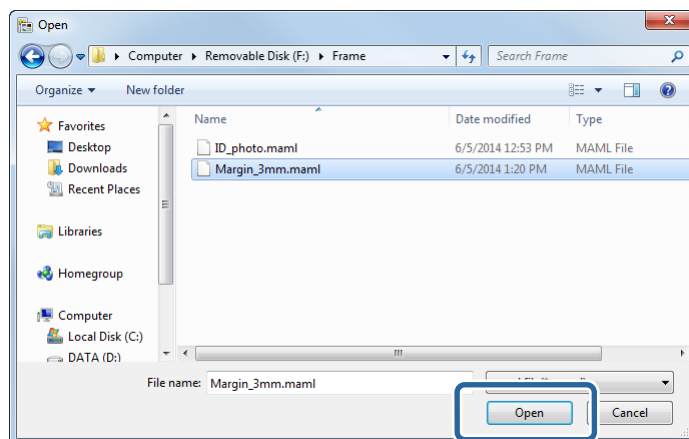 Open
Computer ▸ Removable Disk (F:) ▸ Frame
Search Frame
Organize ▾ New folder
Name Date modified Type
Favorites
Desktop
Downloads
Recent Places
Libraries
Homegroup
Computer
Local Disk (C:)
DATA (D:)
ID_photo.maml 6/5/2014 12:53 PM MAML File
Margin_3mm.maml 6/5/2014 1:20 PM MAML File
File name: Margin_3mm.maml
Open Cancel